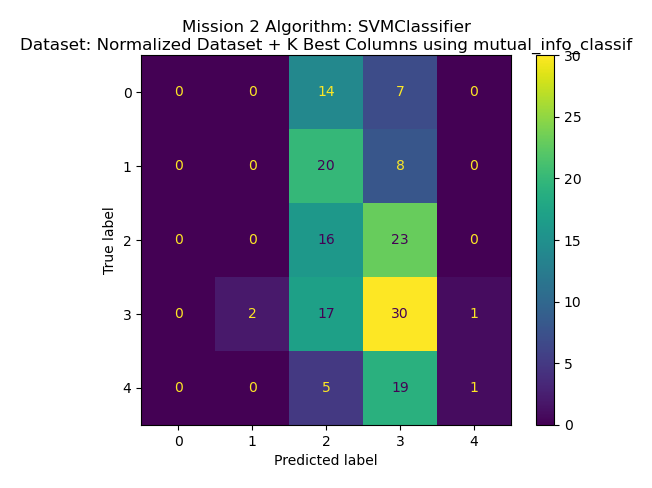 Mission 2 Algorithm: SVMClassifier
Dataset: Normalized Dataset + K Best Columns using mutual_info_classif
True label
0 0 0 14 7 0
1 0 0 20 8 0
2 0 0 16 23 0
3 0 2 17 30 1
4 0 0 5 19 1
0 1 2 3 4
Predicted label
30
25
20
15
10
5
0